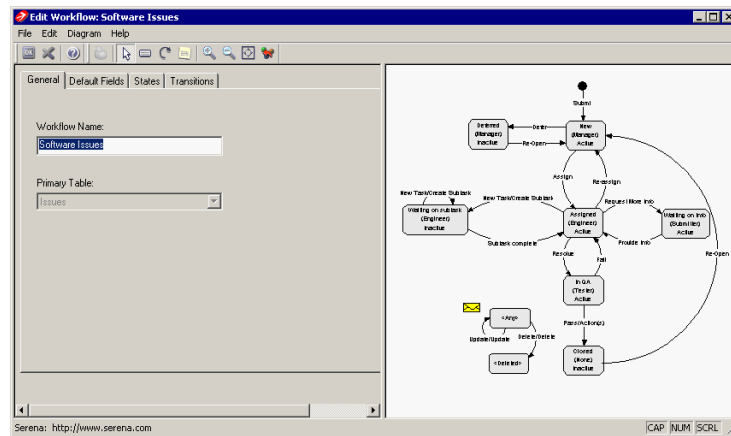 Edit Workflow: Software Issues
File Edit Diagram Help
General Default Fields States Transitions
Workflow Name:
Software Issues
Primary Table:
Issues
Submit
Deferred
(Manager)
Inactive
Defer
Re-Open
New
(Manager)
Active
Assign
Re-assign
New Task/Create Subtask
New Task/Create Subtask
Request More Info
Waiting on subtask
(Engineer)
Inactive
Assigned
(Engineer)
Active
Waiting on Info
(Submitter)
Active
Subtask complete
Provide Info
Resolve
Fail
Re-Open
In QA
(Tester)
Active
<Any>
Update/Update
Delete/Delete
<Deleted>
Pass/Action(s)
Closed
(None)
Inactive
Serena: http://www.serena.com
CAP NUM SCRL